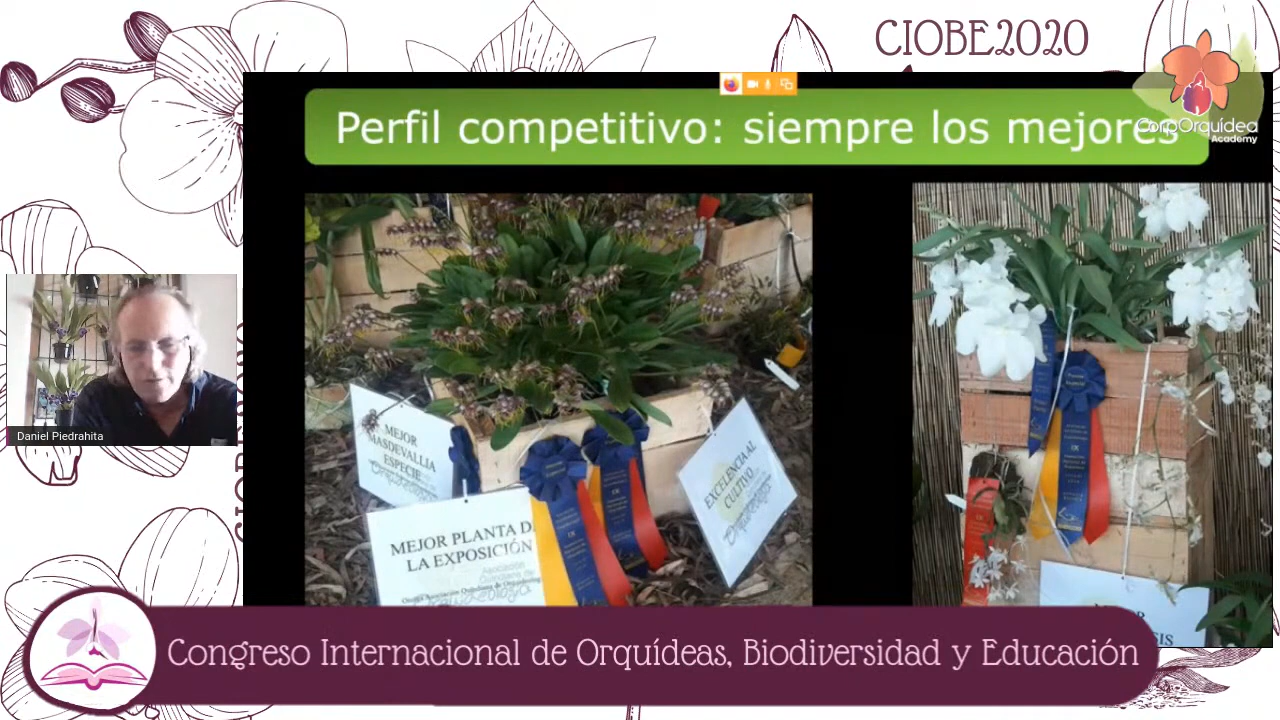 CIOBE2020
CorpOrquídea
Academy
Perfil competitivo: siempre los mejores
Daniel Piedrahita
MEJOR
MASDEVALLIA
ESPECIE
MEJOR PLANTA D
LA EXPOSICIÓN
EXCELENCIA AL
CULTIVO
Congreso Internacional de Orquídeas, Biodiversidad y Educación